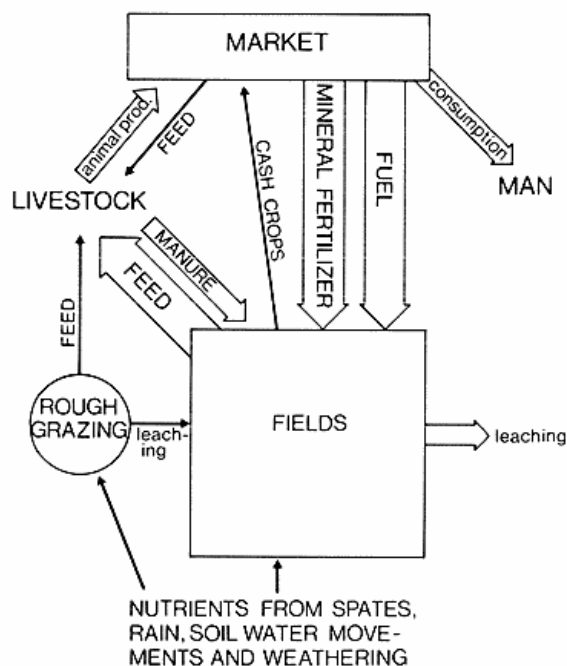 MARKET
animal prod.
FEED
CASH CROPS
MINERAL FERTILIZER
FUEL
consumption
MAN
LIVESTOCK
MANURE
FEED
FEED
ROUGH
GRAZING
leach-
ing
FIELDS
leaching
NUTRIENTS FROM SPATES,
RAIN, SOIL WATER MOVE-
MENTS AND WEATHERING